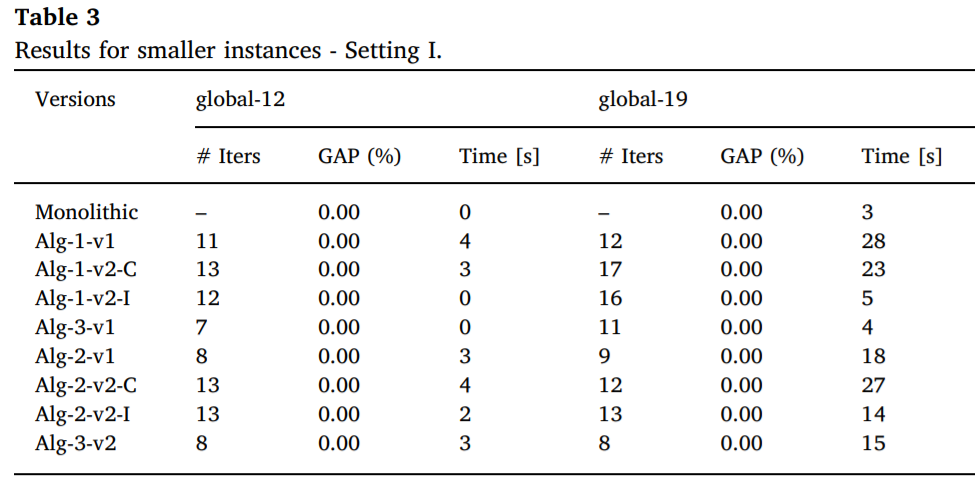 Table 3
Results for smaller instances - Setting I.
Versions global-12 global-19
# Iters GAP (%) Time [s] # Iters GAP (%) Time [s]
Monolithic – 0.00 0 – 0.00 3
Alg-1-v1 11 0.00 4 12 0.00 28
Alg-1-v2-C 13 0.00 3 17 0.00 23
Alg-1-v2-I 12 0.00 0 16 0.00 5
Alg-3-v1 7 0.00 0 11 0.00 4
Alg-2-v1 8 0.00 3 9 0.00 18
Alg-2-v2-C 13 0.00 4 12 0.00 27
Alg-2-v2-I 13 0.00 2 13 0.00 14
Alg-3-v2 8 0.00 3 8 0.00 15